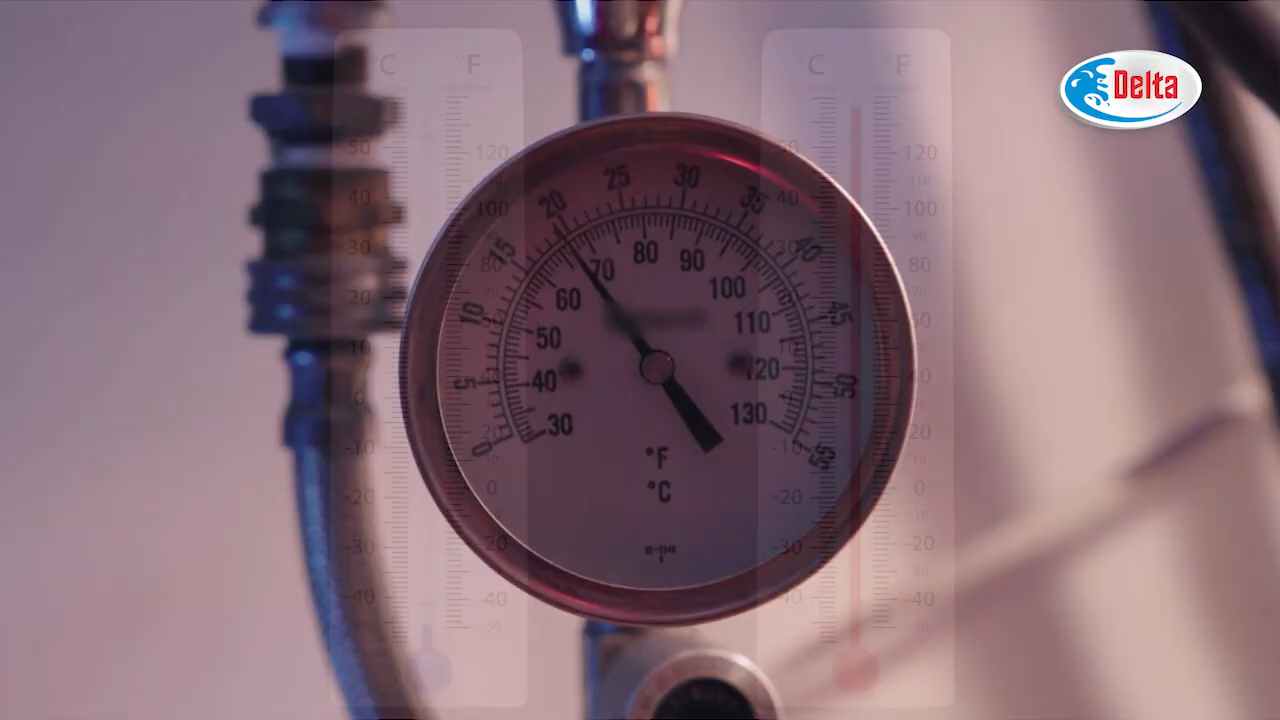 Delta
C F
C F
0 5 10 15 20 25 30 35 40 45 50 55
30 40 50 60 70 80 90 100 110 120 130
°F
°C
50 40 30 20 10 0 -10 -20 -30 -40
120 100 80 20 0 20 -40
40 30 10 0 -10 -20 -30 40
120 110 100 90 80 60 40 20 0 -20 -40